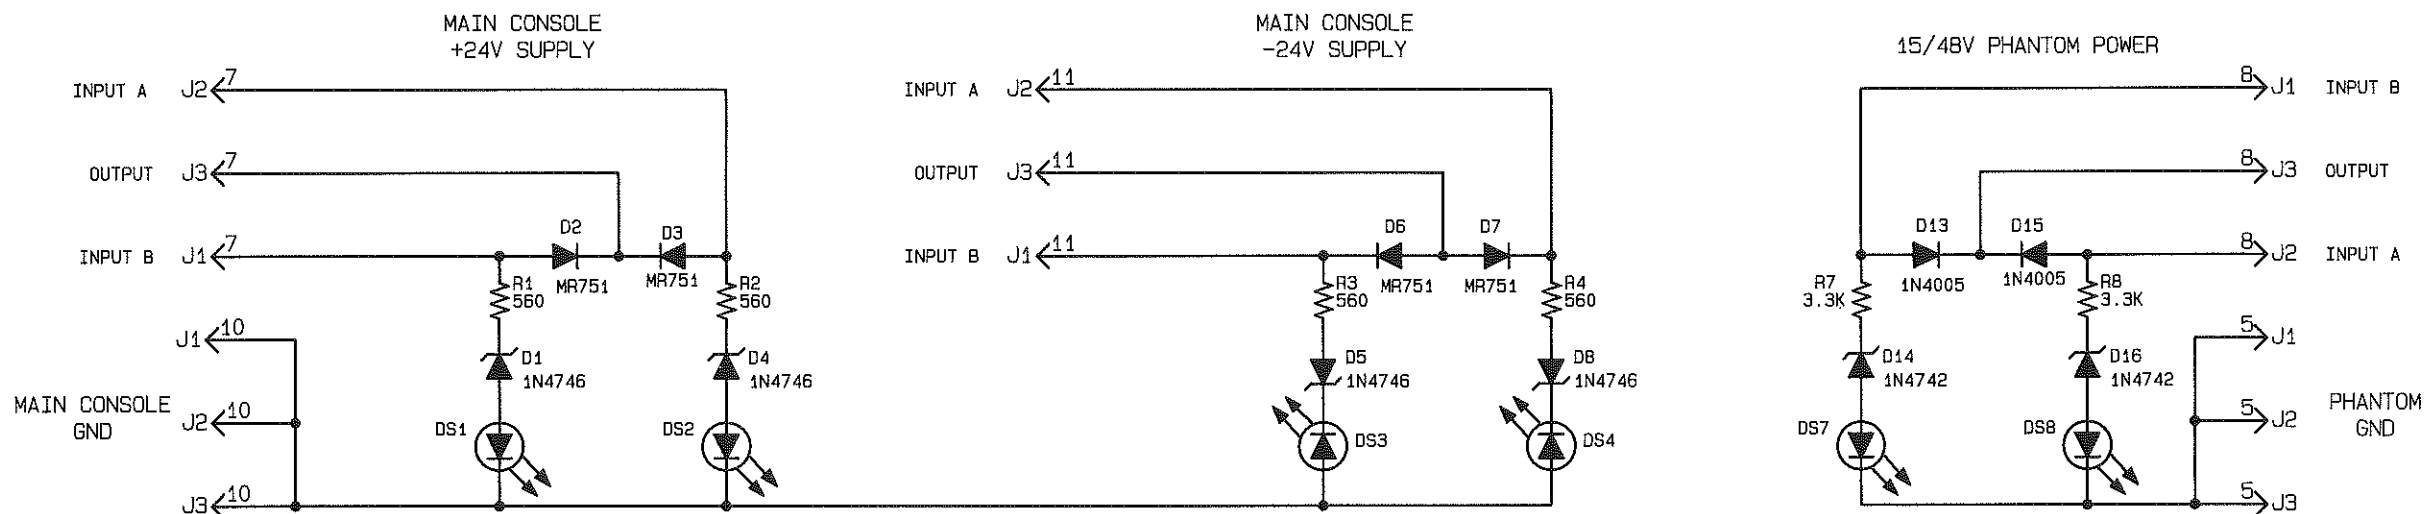 MAIN CONSOLE
+24V SUPPLY
INPUT A J2 7
OUTPUT J3 7
INPUT B J1 7
D2
MR751
D3
MR751
R1
560
R2
560
D1
1N4746
D4
1N4746
DS1
DS2
J1 10
MAIN CONSOLE
GND
J2 10
J3 10
MAIN CONSOLE
-24V SUPPLY
INPUT A J2 11
OUTPUT J3 11
INPUT B J1 11
D6
MR751
D7
MR751
R3
560
R4
560
D5
1N4746
D8
1N4746
DS3
DS4
15/48V PHANTOM POWER
8 J1 INPUT B
8 J3 OUTPUT
8 J2 INPUT A
D13
1N4005
D15
1N4005
R7
3.3K
R8
3.3K
D14
1N4742
D16
1N4742
DS7
DS8
5 J1
5 J2
PHANTOM
GND
5 J3